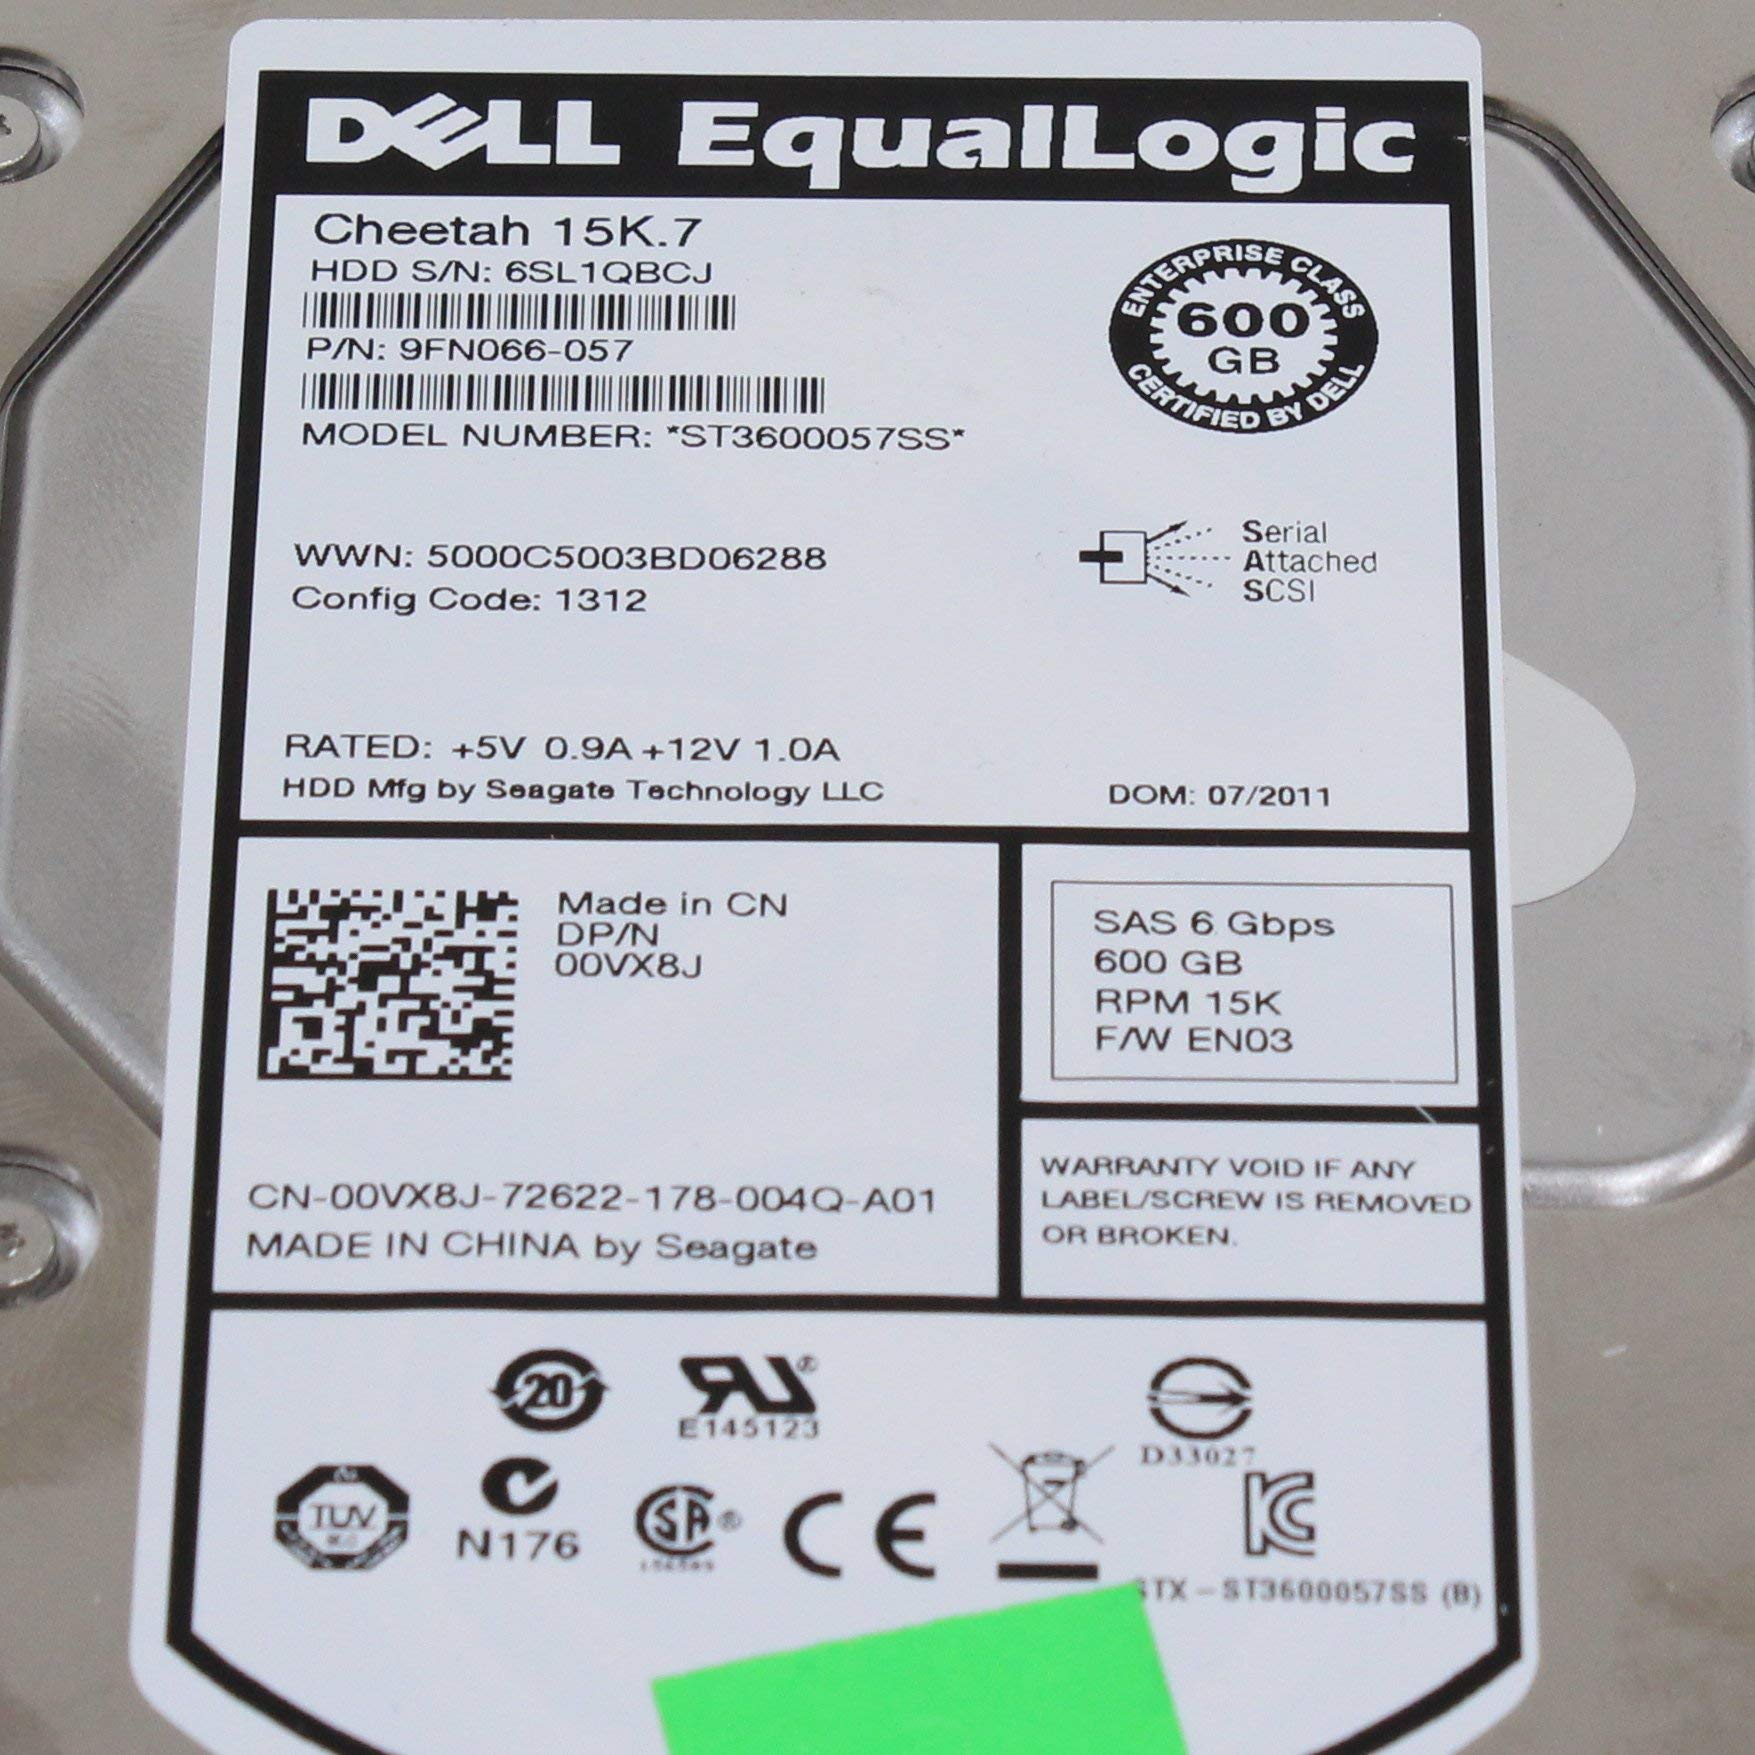 DELL EqualLogic
Cheetah 15K.7
HDD S/N: 6SL1QBCJ
P/N: 9FN066-057
MODEL NUMBER: *ST3600057SS*
ENTERPRISE CLASS
600
GB
CERTIFIED BY DELL
WWN: 5000C5003BD06288
Config Code: 1312
Serial
Attached
SCSI
RATED: +5V 0.9A +12V 1.0A
HDD Mfg by Seagate Technology LLC
DOM: 07/2011
Made in CN
DP/N
00VX8J
SAS 6 Gbps
600 GB
RPM 15K
F/W EN03
CN-00VX8J-72622-178-004Q-A01
MADE IN CHINA by Seagate
WARRANTY VOID IF ANY
LABEL/SCREW IS REMOVED
OR BROKEN.
20
RU®
E145123
D33027
TUV
N176
SA®
CE
KC
STX - ST3600057SS (B)